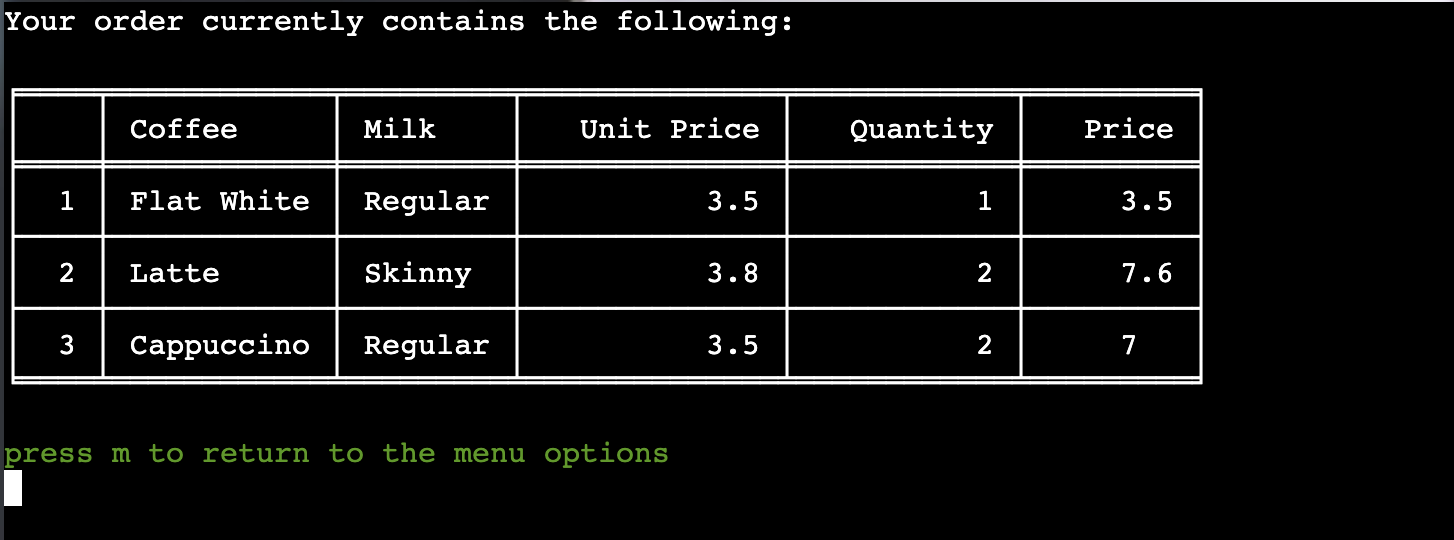 Your order currently contains the following:
Coffee Milk Unit Price Quantity Price
1 Flat White Regular 3.5 1 3.5
2 Latte Skinny 3.8 2 7.6
3 Cappuccino Regular 3.5 2 7
press m to return to the menu options